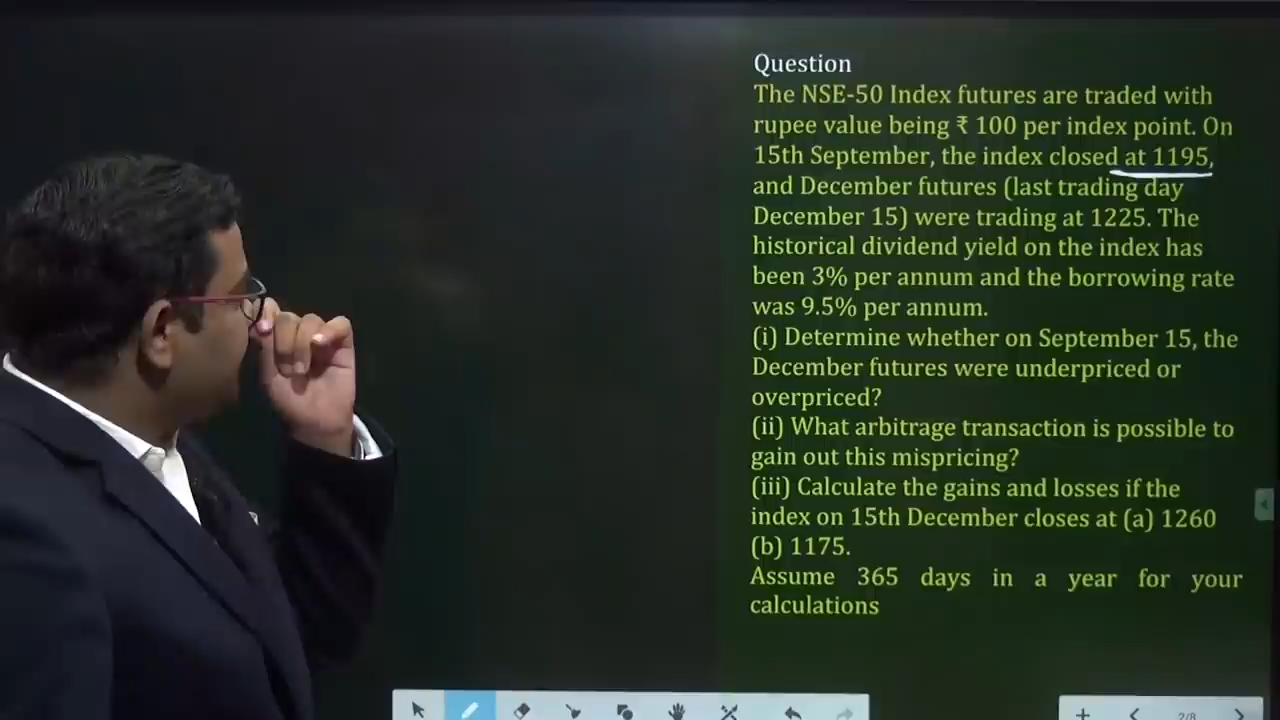 Question
The NSE-50 Index futures are traded with
rupee value being ₹ 100 per index point. On
15th September, the index closed at 1195,
and December futures (last trading day
December 15) were trading at 1225. The
historical dividend yield on the index has
been 3% per annum and the borrowing rate
was 9.5% per annum.
(i) Determine whether on September 15, the
December futures were underpriced or
overpriced?
(ii) What arbitrage transaction is possible to
gain out this mispricing?
(iii) Calculate the gains and losses if the
index on 15th December closes at (a) 1260
(b) 1175.
Assume 365 days in a year for your
calculations
2/8